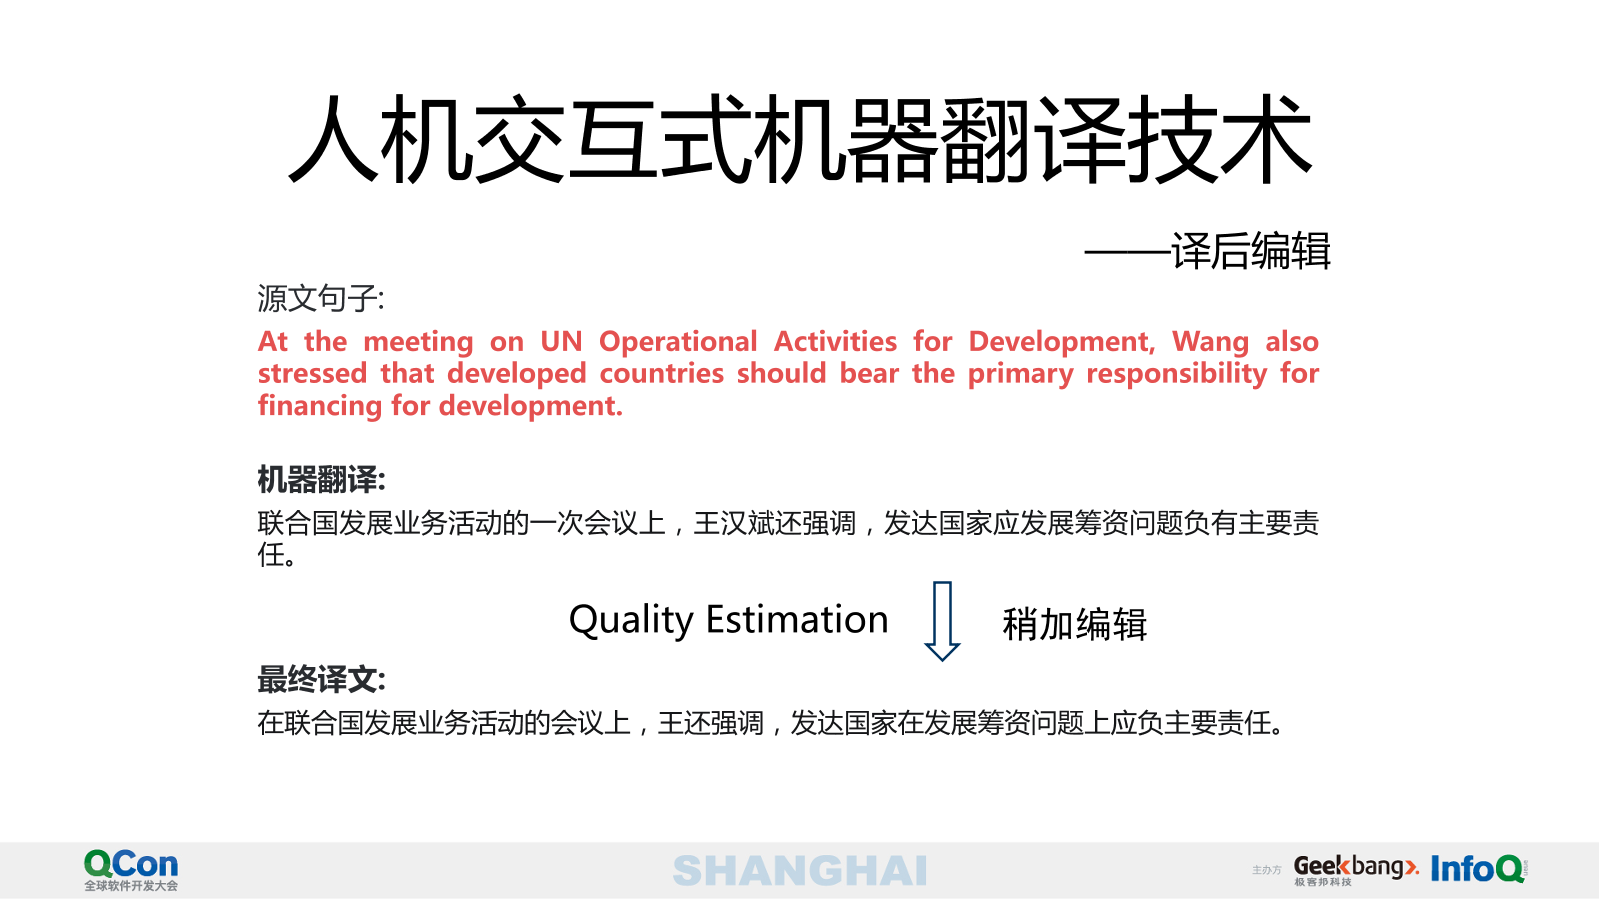 人机交互式机器翻译技术
——译后编辑
源文句子:
At the meeting on UN Operational Activities for Development, Wang also
stressed that developed countries should bear the primary responsibility for
financing for development.
机器翻译:
联合国发展业务活动的一次会议上，王汉斌还强调，发达国家应发展筹资问题负有主要责
任。
Quality Estimation
稍加编辑
最终译文:
在联合国发展业务活动的会议上，王还强调，发达国家在发展筹资问题上应负主要责任。
QCon
全球软件开发大会
SHANGHAI
主办方
Geekbang>.
极客邦科技
InfoQ